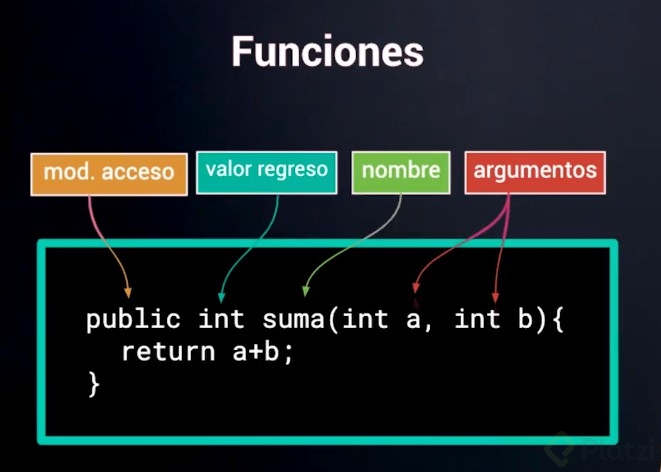 Funciones
mod. acceso
valor regreso
nombre
argumentos
public int suma(int a, int b){
return a+b;
}
Platzi